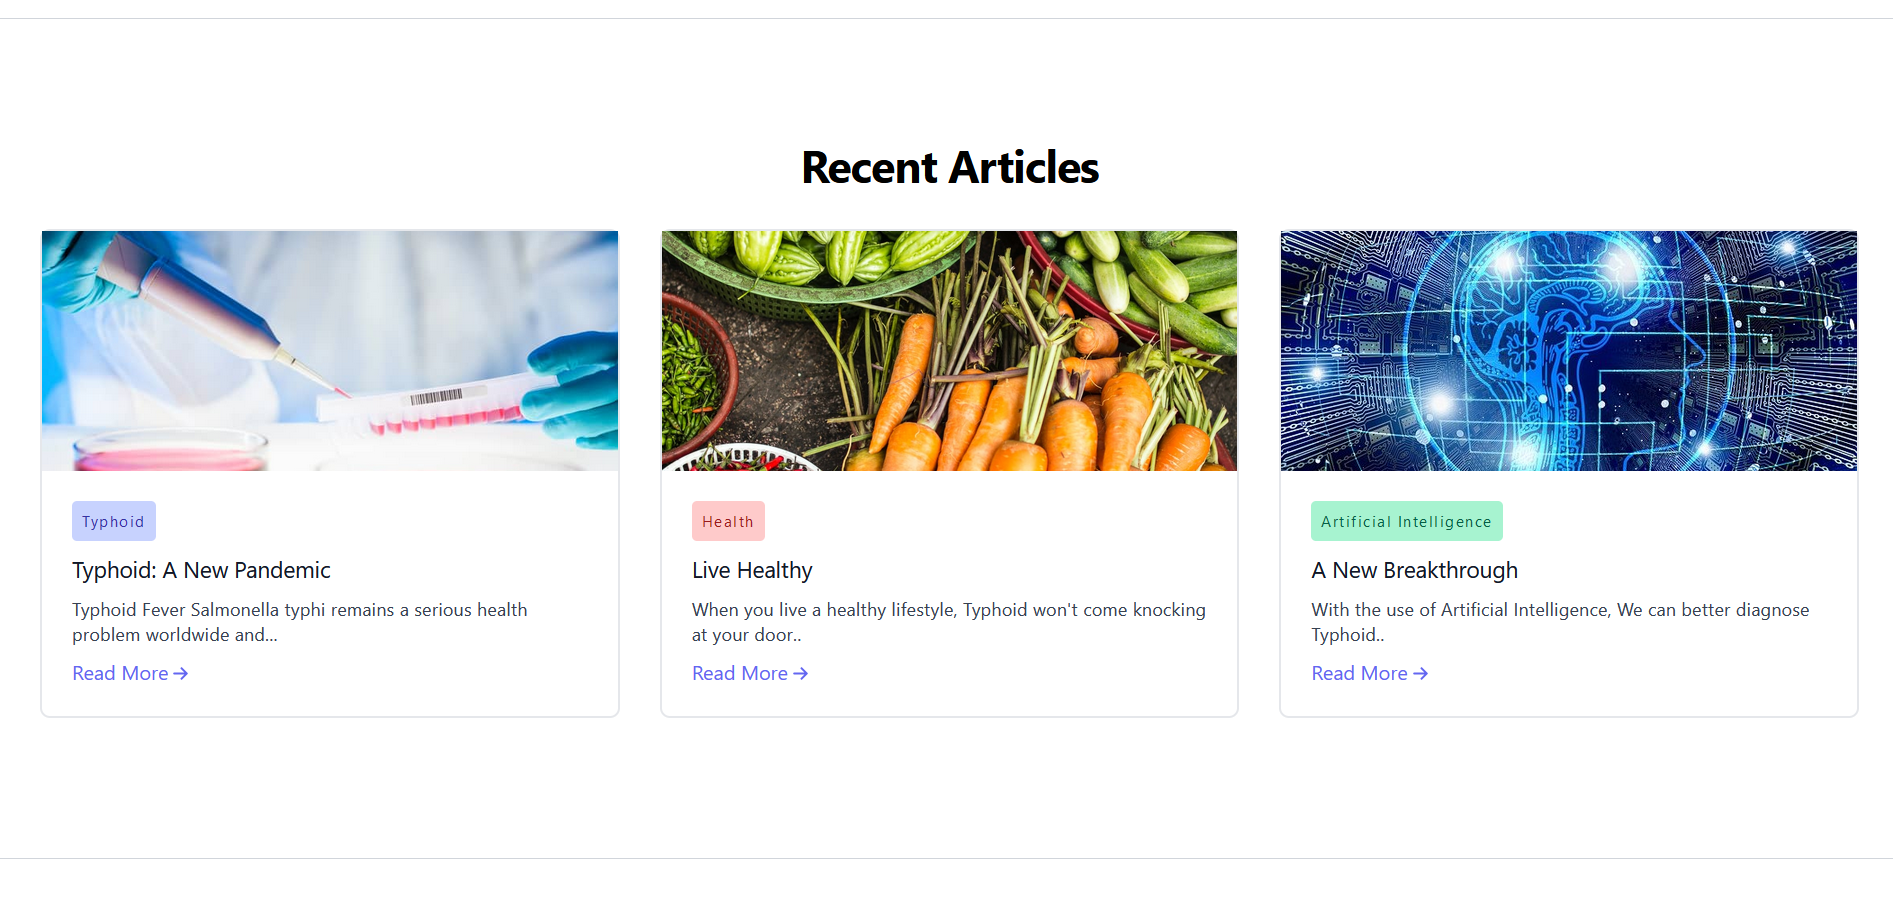 Recent Articles
Typhoid
Typhoid: A New Pandemic
Typhoid Fever Salmonella typhi remains a serious health
problem worldwide and...
Read More →
Health
Live Healthy
When you live a healthy lifestyle, Typhoid won't come knocking
at your door..
Read More →
Artificial Intelligence
A New Breakthrough
With the use of Artificial Intelligence, We can better diagnose
Typhoid..
Read More →